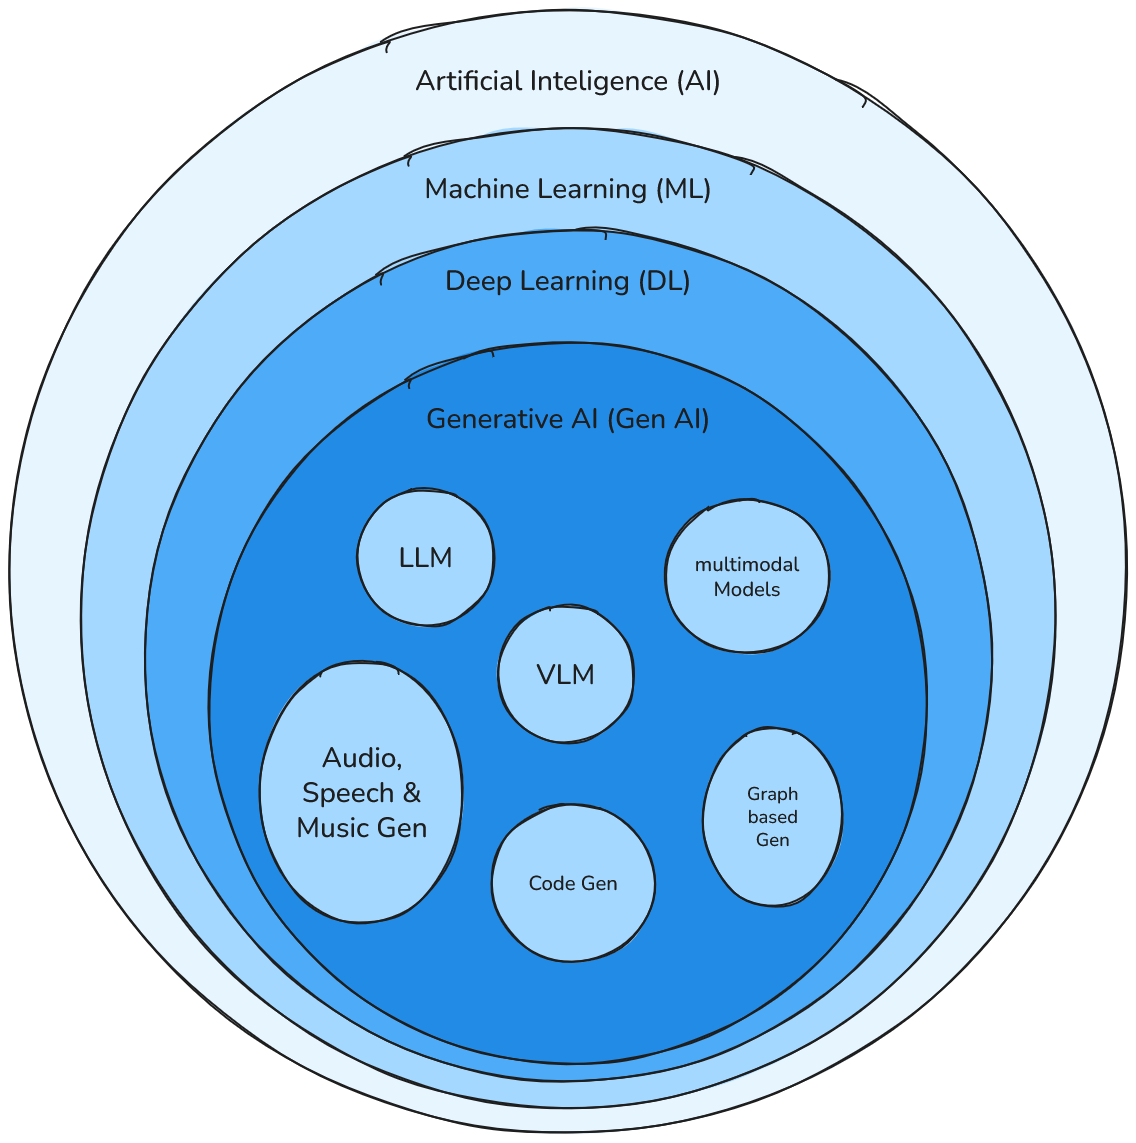 Artificial Inteligence (AI)
Machine Learning (ML)
Deep Learning (DL)
Generative AI (Gen AI)
LLM
multimodal
Models
VLM
Audio,
Speech &
Music Gen
Graph
based
Gen
Code Gen